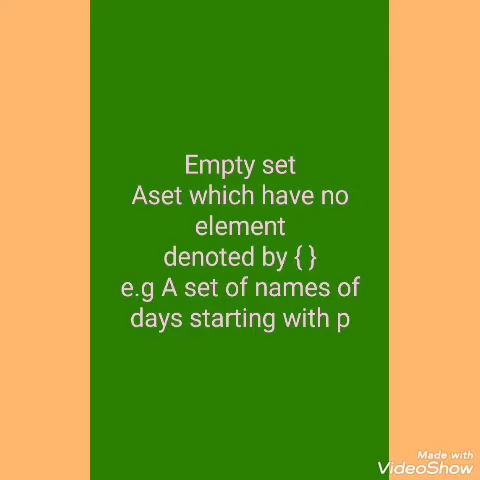 Empty set
Aset which have no
element
denoted by { }
e.g A set of names of
days starting with p
Made with
VideoShow